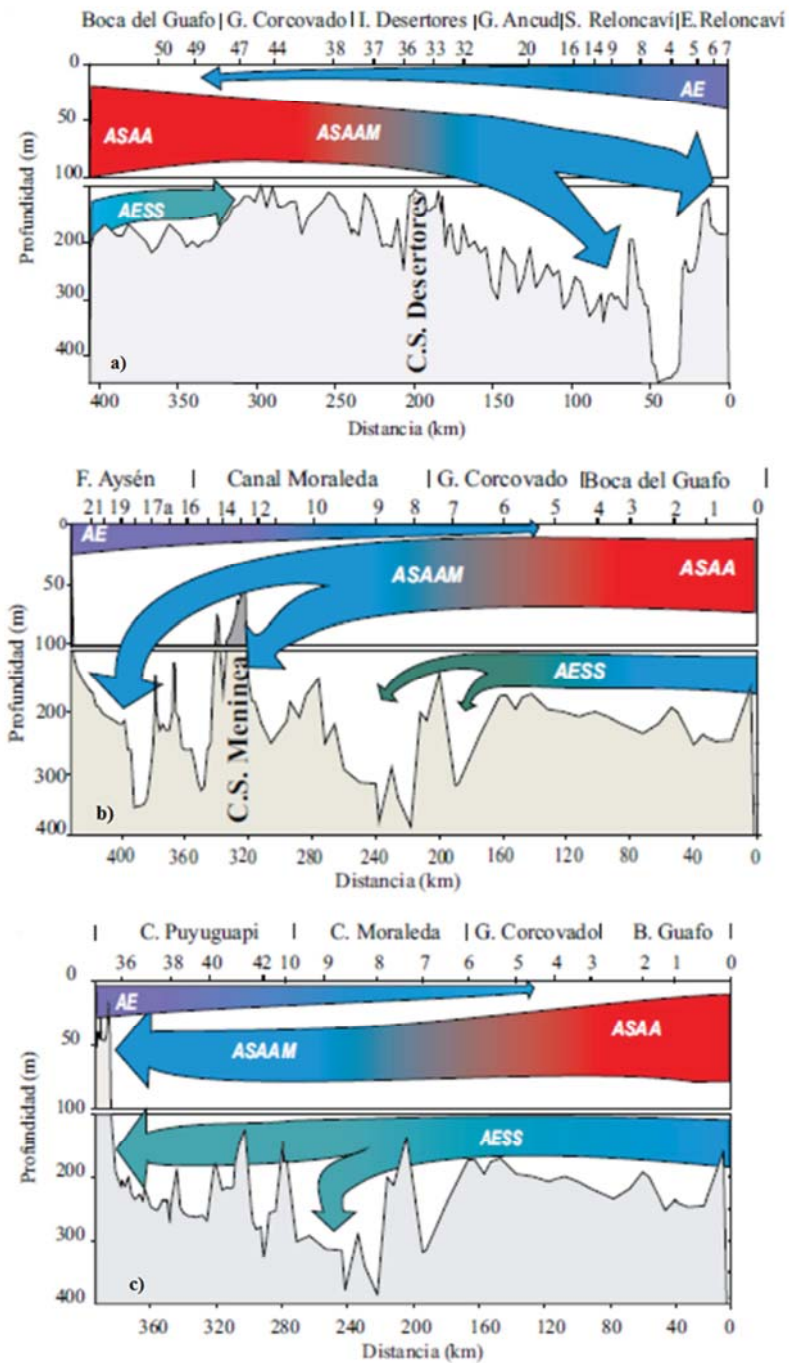 Boca del Guafo | G. Corcovado | I. Desertores | G. Ancud | S. Reloncaví | E. Reloncaví
50 49 47 44 38 37 36 33 32 20 16 14 9 8 4 5 6 7
0
AE
50
ASAA
ASAAM
100
AESS
200
300
400
Profundidad (m)
C.S. Desertores
a)
400 350 300 250 200 150 100 50 0
Distancia (km)
F. Aysén | Canal Moraleda | G. Corcovado | Boca del Guafo |
21 19 17a 16 14 12 10 9 8 7 6 5 4 3 2 1 0
0
AE
ASAAM
ASAA
50
100
AESS
200
300
400
Profundidad (m)
C.S. Meninea
b)
400 360 320 280 240 200 160 120 80 40 0
Distancia (km)
| C. Puyuguapi | C. Moraleda | G. Corcovado | B. Guafo |
36 38 40 42 10 9 8 7 6 5 4 3 2 1 0
0
AE
ASAA
50
ASAAM
100
AESS
200
300
400
Profundidad (m)
c)
360 320 280 240 200 160 120 80 40 0
Distancia (km)